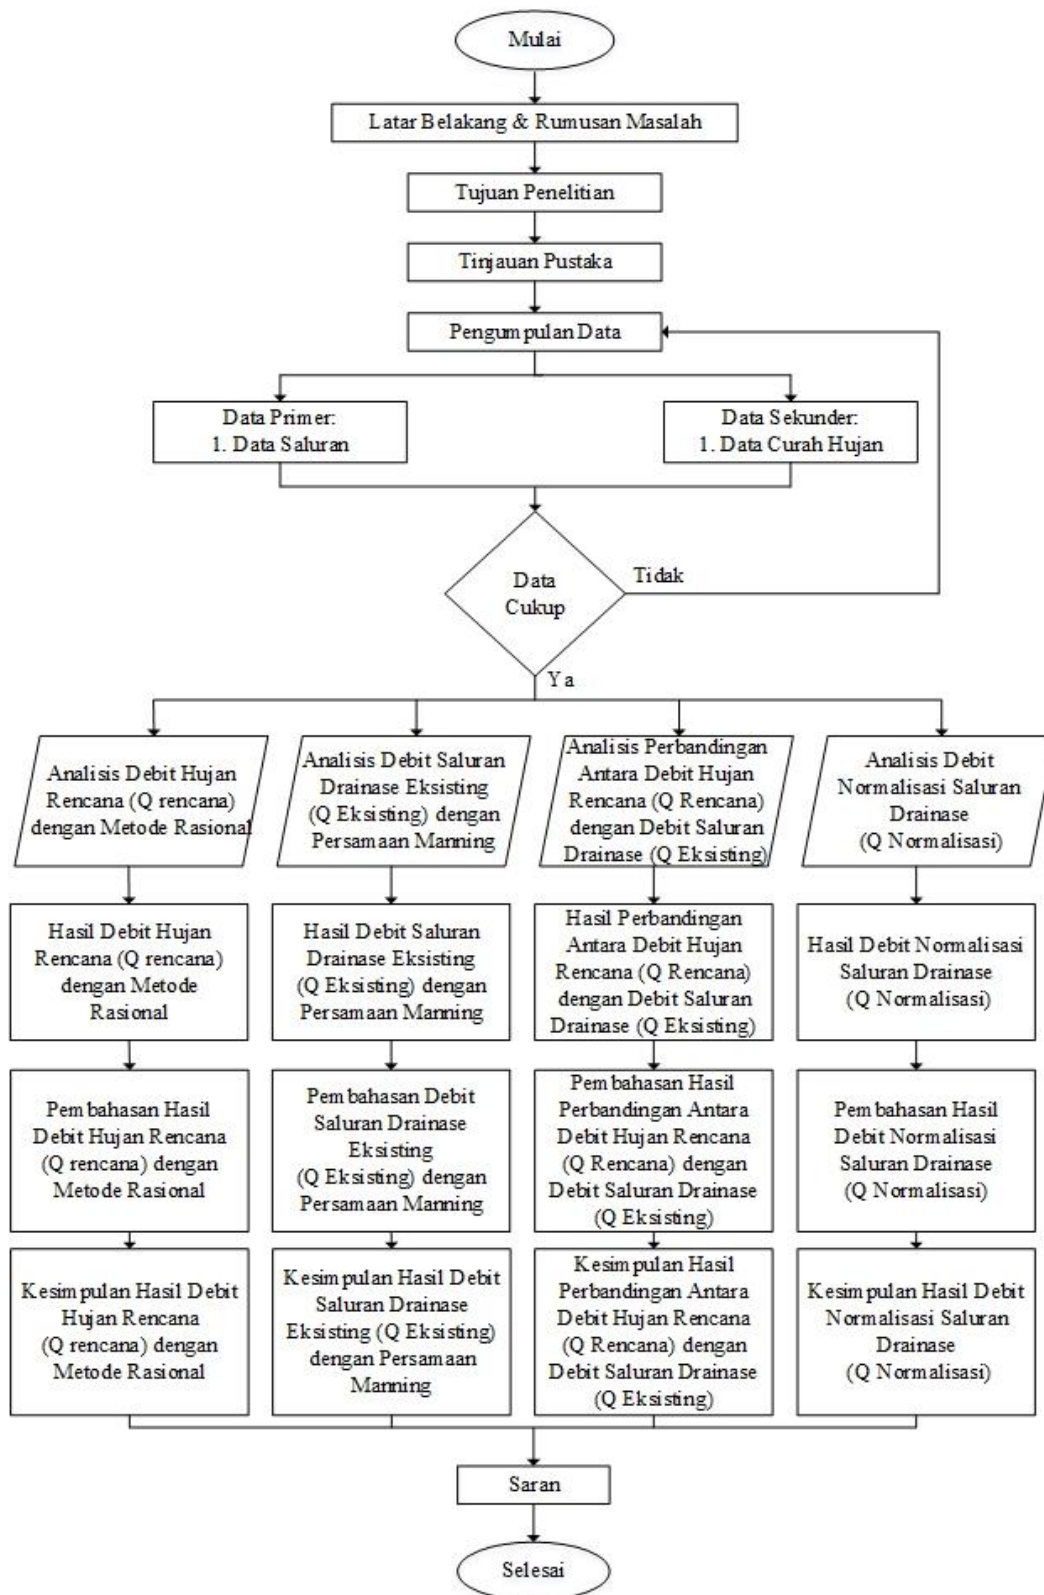 Mulai
Latar Belakang & Rumusan Masalah
Tujuan Penelitian
Tinjauan Pustaka
Pengumpulan Data
Data Primer:
1. Data Saluran
Data Sekunder:
1. Data Curah Hujan
Data
Cukup
Tidak
Ya
Analisis Debit Hujan
Rencana (Q rencana)
dengan Metode Rasional
Analisis Debit Saluran
Drainase Eksisting
(Q Eksisting) dengan
Persamaan Manning
Analisis Perbandingan
Antara Debit Hujan
Rencana (Q Rencana)
dengan Debit Saluran
Drainase (Q Eksisting)
Analisis Debit
Normalisasi Saluran
Drainase
(Q Normalisasi)
Hasil Debit Hujan
Rencana (Q rencana)
dengan Metode
Rasional
Hasil Debit Saluran
Drainase Eksisting
(Q Eksisting) dengan
Persamaan Manning
Hasil Perbandingan
Antara Debit Hujan
Rencana (Q Rencana)
dengan Debit Saluran
Drainase (Q Eksisting)
Hasil Debit Normalisasi
Saluran Drainase
(Q Normalisasi)
Pembahasan Hasil
Debit Hujan Rencana
(Q rencana) dengan
Metode Rasional
Pembahasan Debit
Saluran Drainase
Eksisting
(Q Eksisting) dengan
Persamaan Manning
Pembahasan Hasil
Perbandingan Antara
Debit Hujan Rencana
(Q Rencana) dengan
Debit Saluran Drainase
(Q Eksisting)
Pembahasan Hasil
Debit Normalisasi
Saluran Drainase
(Q Normalisasi)
Kesimpulan Hasil Debit
Hujan Rencana
(Q rencana) dengan
Metode Rasional
Kesimpulan Hasil Debit
Saluran Drainase
Eksisting (Q Eksisting)
dengan Persamaan
Manning
Kesimpulan Hasil
Perbandingan Antara
Debit Hujan Rencana
(Q Rencana) dengan
Debit Saluran Drainase
(Q Eksisting)
Kesimpulan Hasil Debit
Normalisasi Saluran
Drainase
(Q Normalisasi)
Saran
Selesai